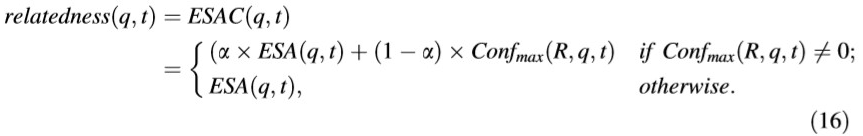 relatedness(q, t) = ESAC(q, t)
= { (α × ESA(q, t) + (1 − α) × Conf_max(R, q, t)   if Conf_max(R, q, t) ≠ 0;
ESA(q, t),   otherwise.
(16)